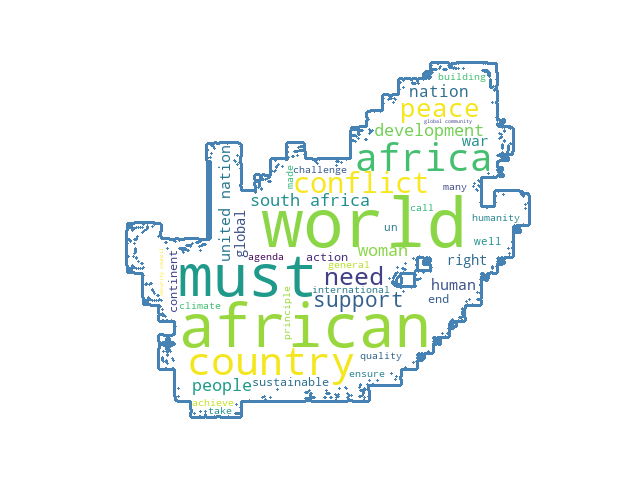 building
nation
peace
global community
development
war
africa
made
challenge
conflict
many
south africa
united nation
global
world
call
humanity
un
well
woman
agenda
action
right
general
must
need
continent
human
international
support
end
climate
principle
african
country
quality
people
sustainable
ensure
achieve
take